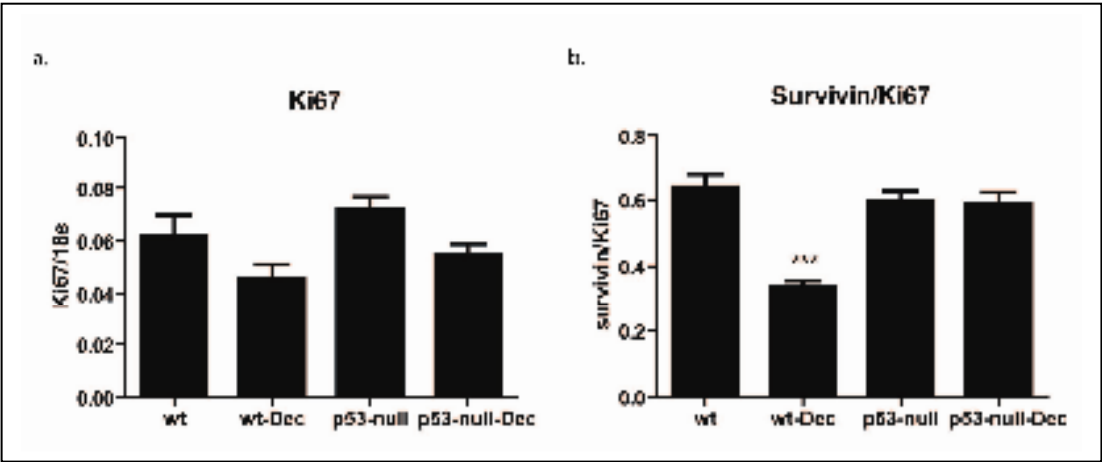 a.
Ki67
0.10
0.08
0.06
0.04
0.02
0.00
Ki67/18s
wt
wt-Dec
p53-null
p53-null-Dec
b.
Survivin/Ki67
0.8
0.6
0.4
0.2
0.0
survivin/Ki67
***
wt
wt-Dec
p53-null
p53-null-Dec